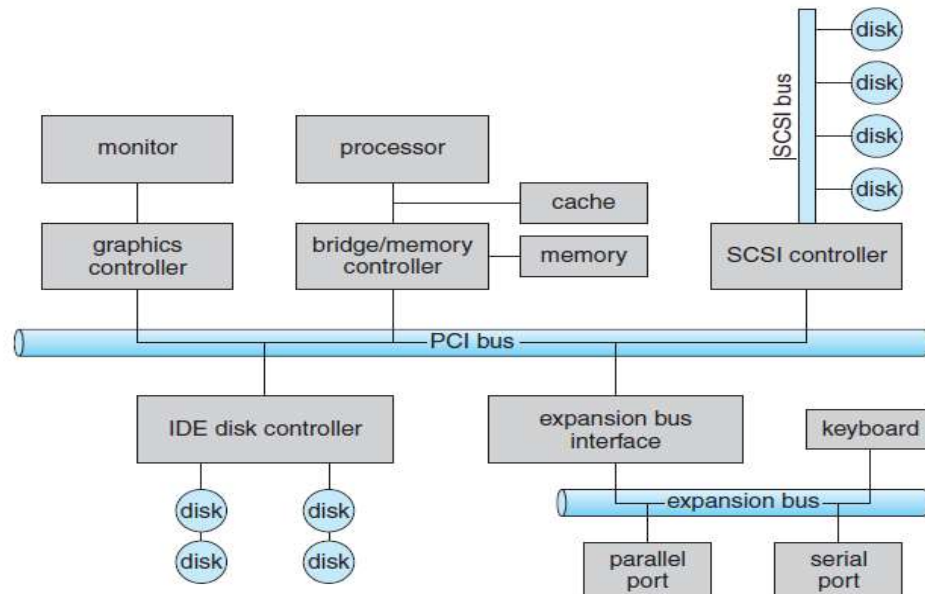 disk
disk
disk
disk
SCSI bus
monitor
processor
cache
graphics
controller
bridge/memory
controller
memory
SCSI controller
PCI bus
IDE disk controller
expansion bus
interface
keyboard
disk
disk
disk
disk
expansion bus
parallel
port
serial
port